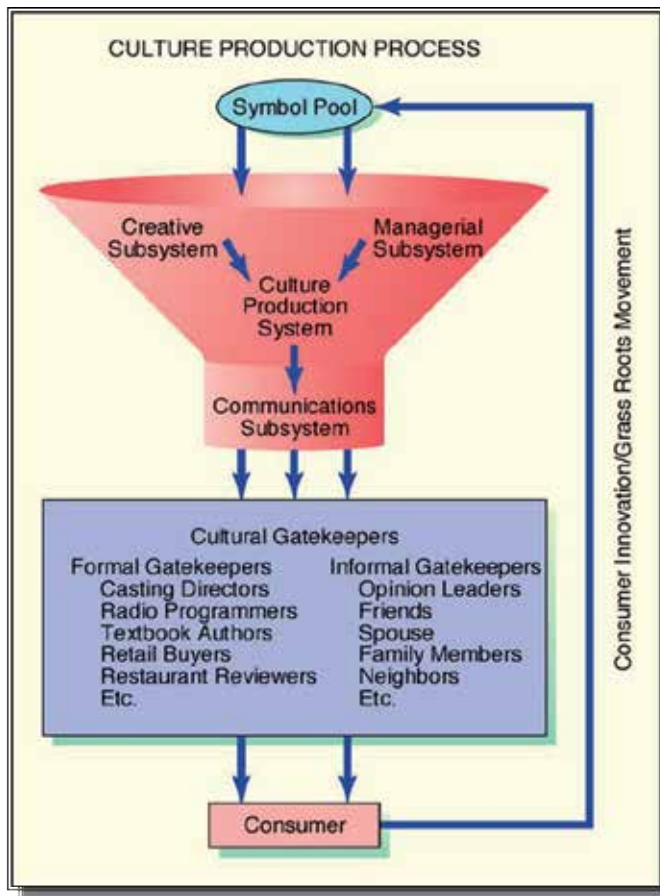 CULTURE PRODUCTION PROCESS
Symbol Pool
Creative
Subsystem
Managerial
Subsystem
Culture
Production
System
Communications
Subsystem
Cultural Gatekeepers
Formal Gatekeepers
Casting Directors
Radio Programmers
Textbook Authors
Retail Buyers
Restaurant Reviewers
Etc.
Informal Gatekeepers
Opinion Leaders
Friends
Spouse
Family Members
Neighbors
Etc.
Consumer
Consumer Innovation/Grass Roots Movement